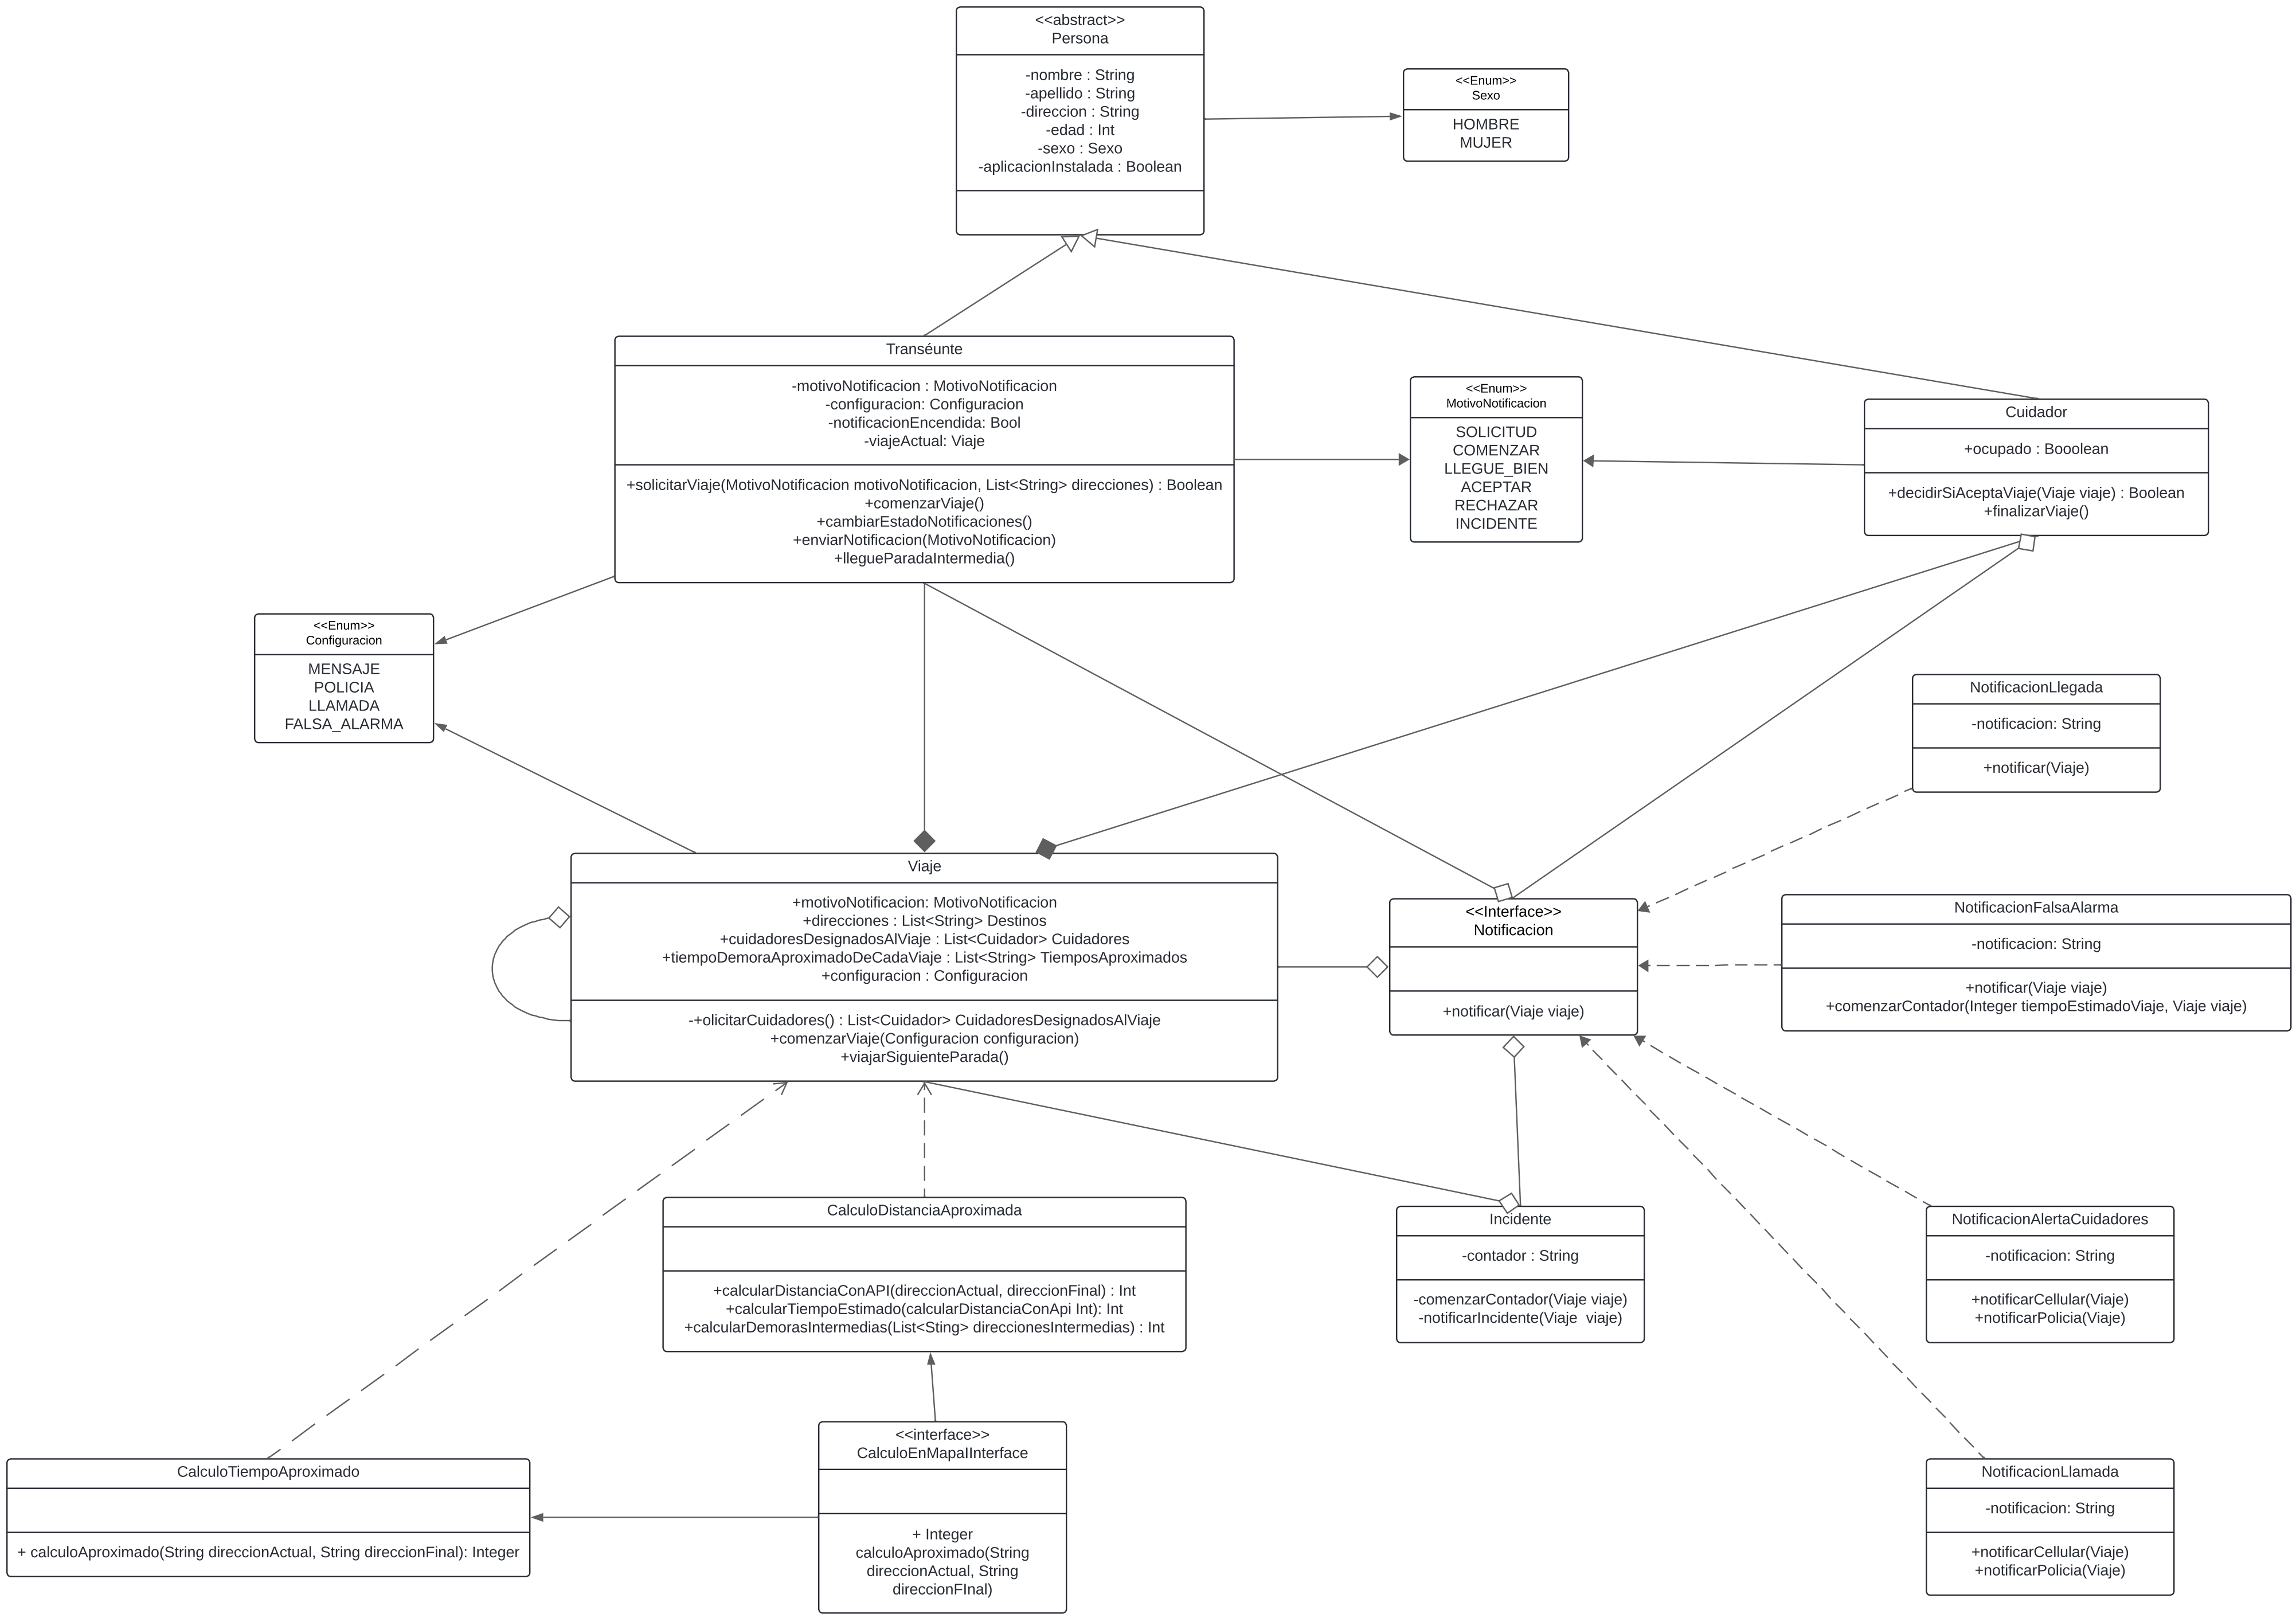 <<abstract>>
Persona
-nombre : String
-apellido : String
-direccion : String
-edad : Int
-sexo : Sexo
-aplicacionInstalada : Boolean
<<Enum>>
Sexo
HOMBRE
MUJER
Transéunte
-motivoNotificacion : MotivoNotificacion
-configuracion: Configuracion
-notificacionEncendida: Bool
-viajeActual: Viaje
+solicitarViaje(MotivoNotificacion motivoNotificacion, List<String> direcciones) : Boolean
+comenzarViaje()
+cambiarEstadoNotificaciones()
+enviarNotificacion(MotivoNotificacion)
+llegueParadaIntermedia()
<<Enum>>
MotivoNotificacion
SOLICITUD
COMENZAR
LLEGUE_BIEN
ACEPTAR
RECHAZAR
INCIDENTE
Cuidador
+ocupado : Booolean
+decidirSiAceptaViaje(Viaje viaje) : Boolean
+finalizarViaje()
<<Enum>>
Configuracion
MENSAJE
POLICIA
LLAMADA
FALSA_ALARMA
NotificacionLlegada
-notificacion: String
+notificar(Viaje)
Viaje
+motivoNotificacion: MotivoNotificacion
+direcciones : List<String> Destinos
+cuidadoresDesignadosAlViaje : List<Cuidador> Cuidadores
+tiempoDemoraAproximadoDeCadaViaje : List<String> TiemposAproximados
+configuracion : Configuracion
-+olicitarCuidadores() : List<Cuidador> CuidadoresDesignadosAlViaje
+comenzarViaje(Configuracion configuracion)
+viajarSiguienteParada()
<<Interface>>
Notificacion
+notificar(Viaje viaje)
NotificacionFalsaAlarma
-notificacion: String
+notificar(Viaje viaje)
+comenzarContador(Integer tiempoEstimadoViaje, Viaje viaje)
CalculoDistanciaAproximada
+calcularDistanciaConAPI(direccionActual, direccionFinal) : Int
+calcularTiempoEstimado(calcularDistanciaConApi Int): Int
+calcularDemorasIntermedias(List<Sting> direccionesIntermedias) : Int
Incidente
-contador : String
-comenzarContador(Viaje viaje)
-notificarIncidente(Viaje  viaje)
NotificacionAlertaCuidadores
-notificacion: String
+notificarCellular(Viaje)
+notificarPolicia(Viaje)
CalculoTiempoAproximado
+ calculoAproximado(String direccionActual, String direccionFinal): Integer
<<interface>>
CalculoEnMapaIInterface
+ Integer
calculoAproximado(String
direccionActual, String
direccionFInal)
NotificacionLlamada
-notificacion: String
+notificarCellular(Viaje)
+notificarPolicia(Viaje)